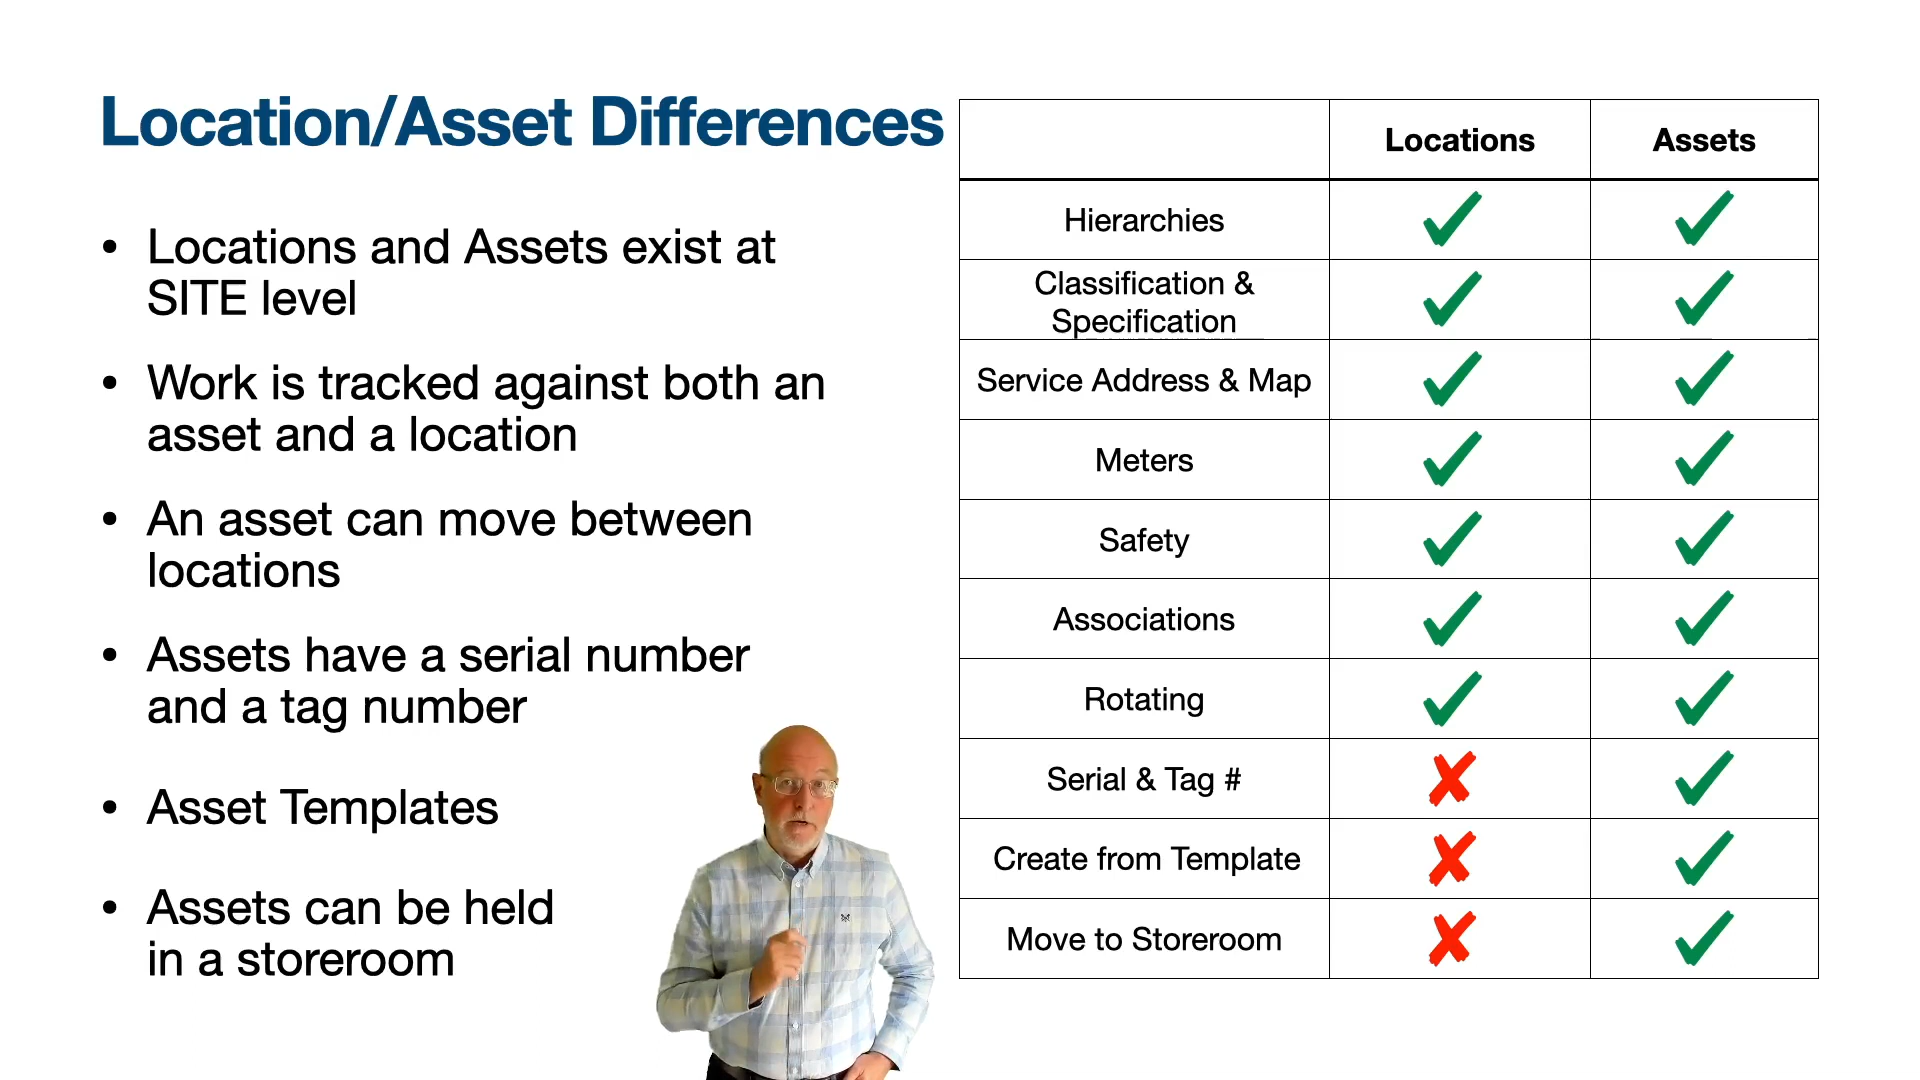 Location/Asset Differences
• Locations and Assets exist at
SITE level
• Work is tracked against both an
asset and a location
• An asset can move between
locations
• Assets have a serial number
and a tag number
• Asset Templates
• Assets can be held
in a storeroom
Locations Assets
Hierarchies ✓ ✓
Classification &
Specification ✓ ✓
Service Address & Map ✓ ✓
Meters ✓ ✓
Safety ✓ ✓
Associations ✓ ✓
Rotating ✓ ✓
Serial & Tag # ✘ ✓
Create from Template ✘ ✓
Move to Storeroom ✘ ✓